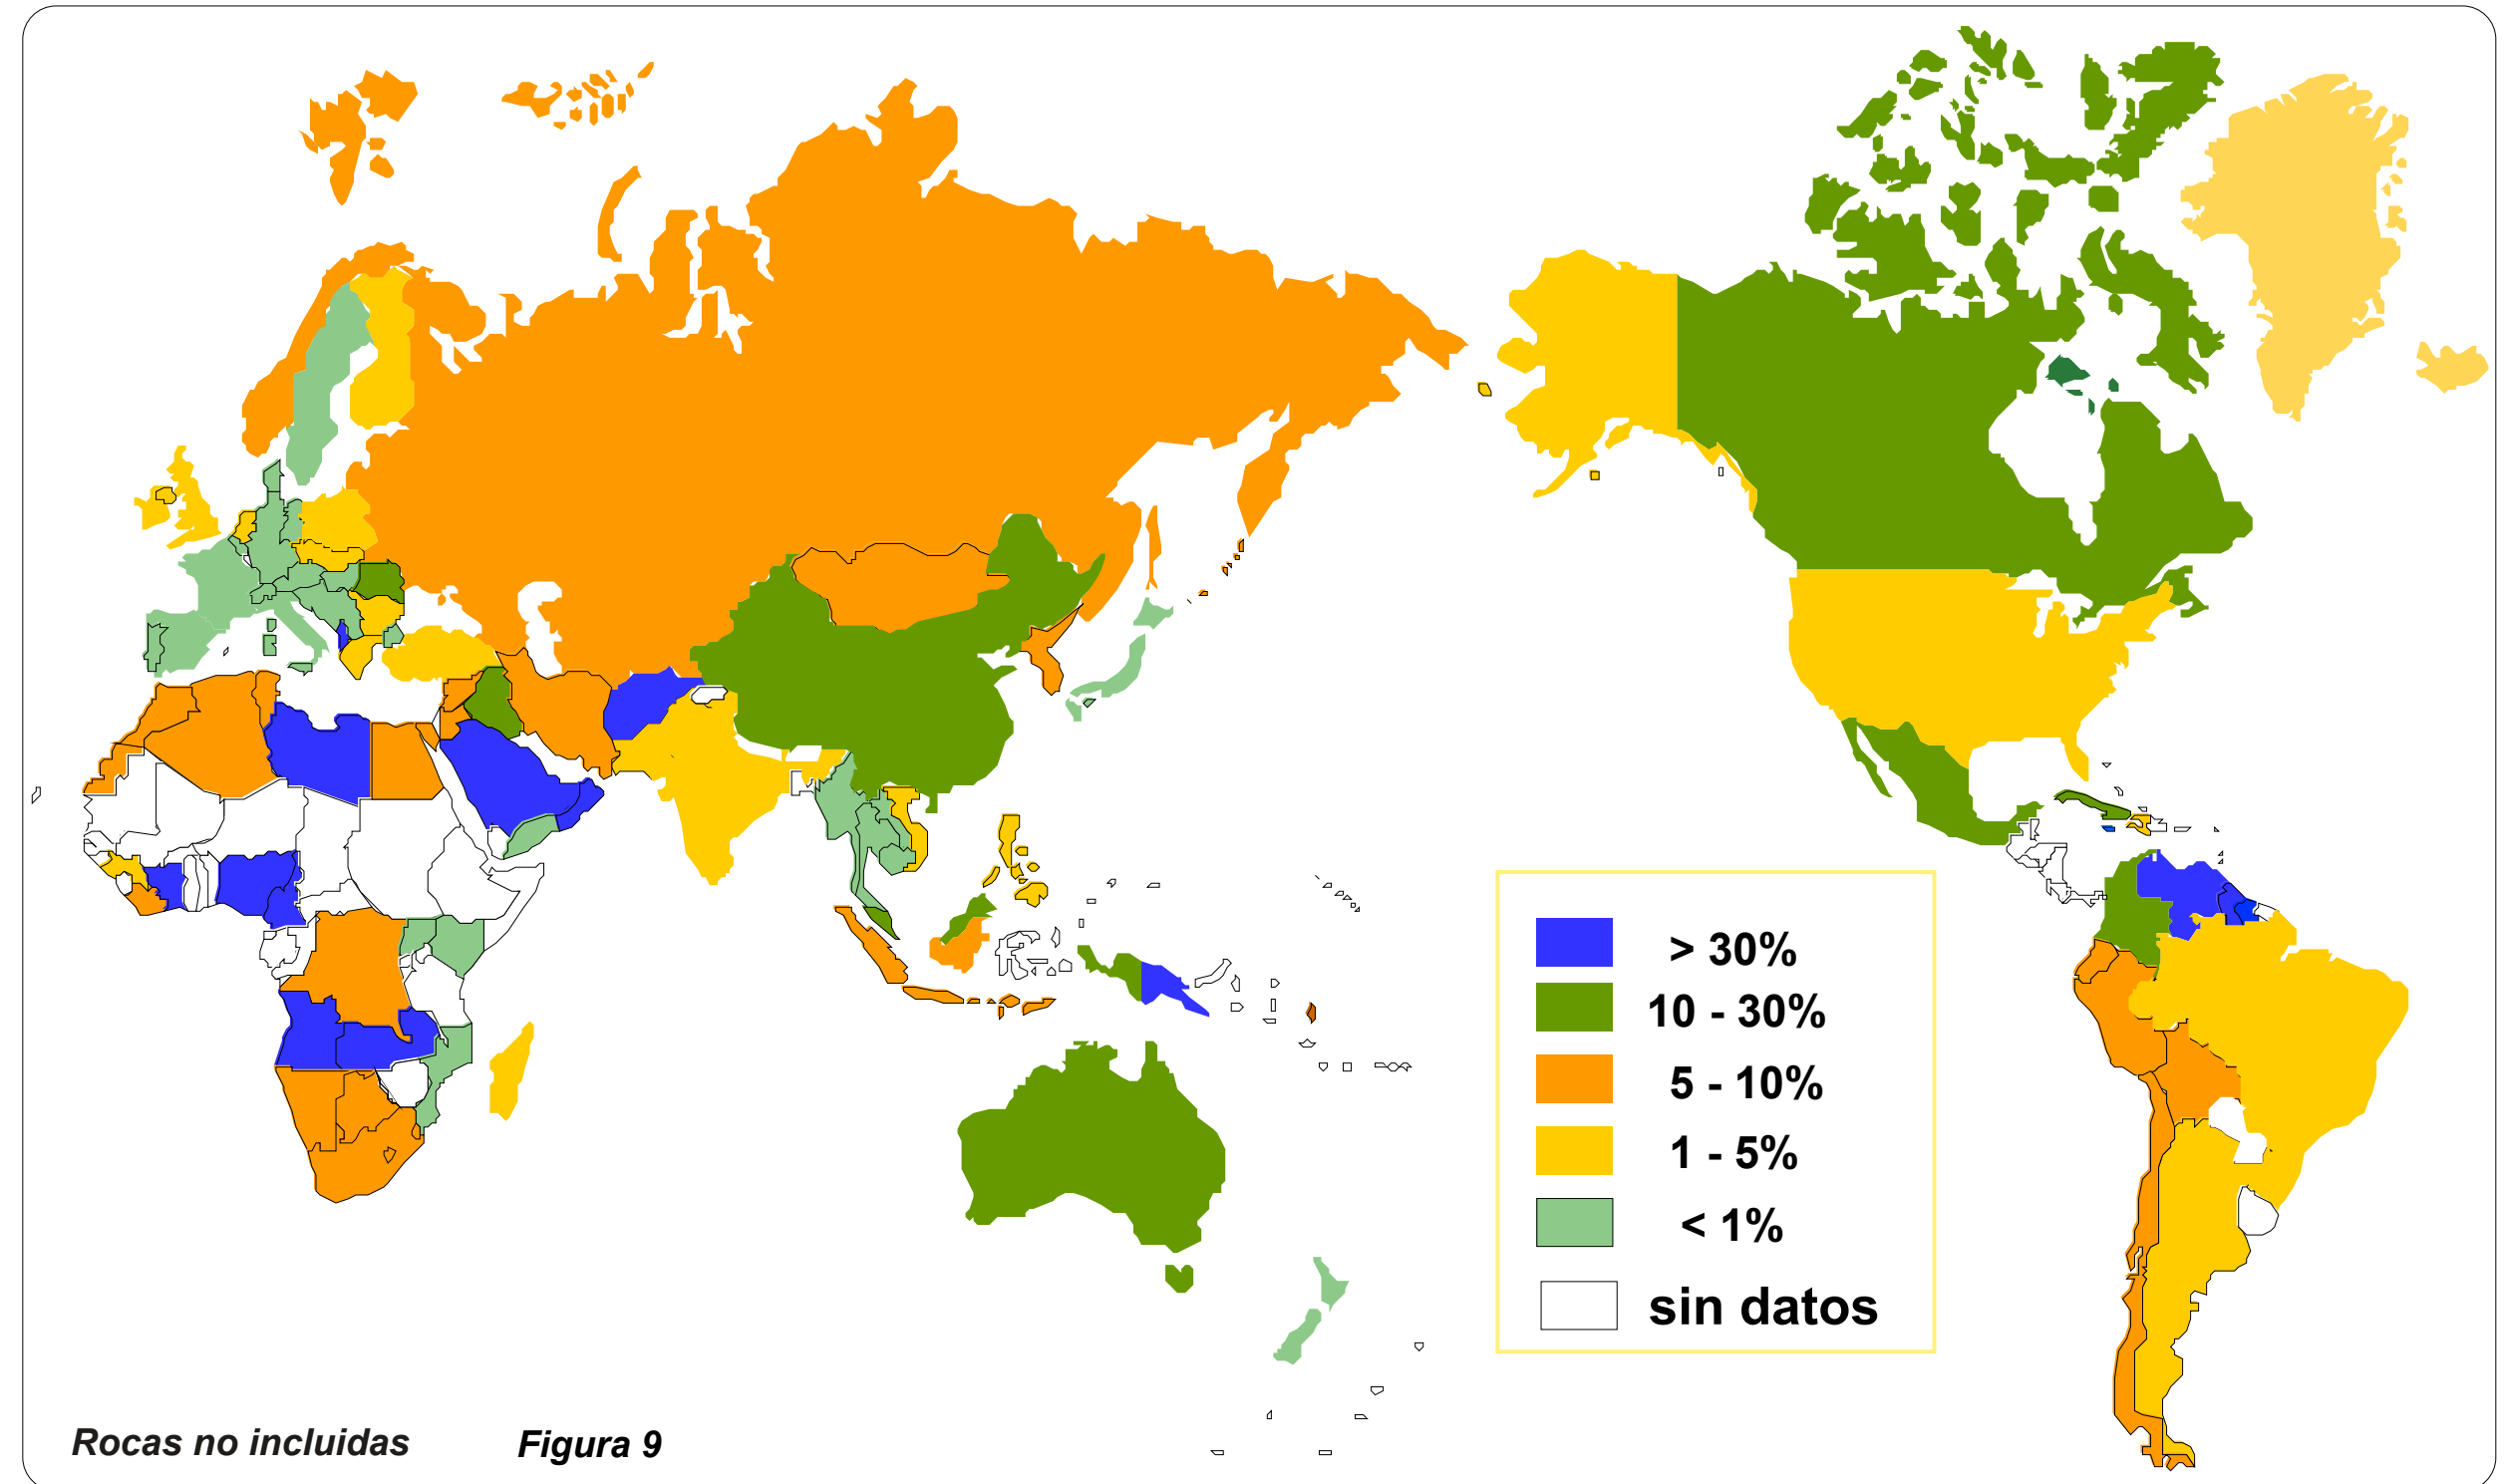 > 30%
10 - 30%
5 - 10%
1 - 5%
< 1%
sin datos
Rocas no incluidas
Figura 9